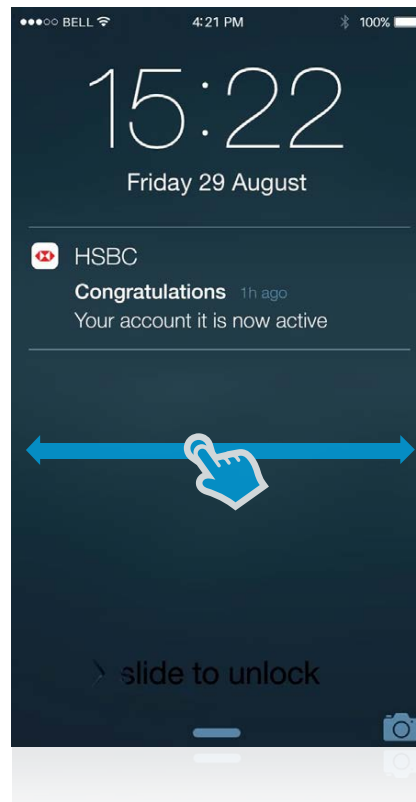 BELL 4:21 PM 100%
15:22
Friday 29 August
HSBC
Congratulations 1h ago
Your account it is now active
slide to unlock